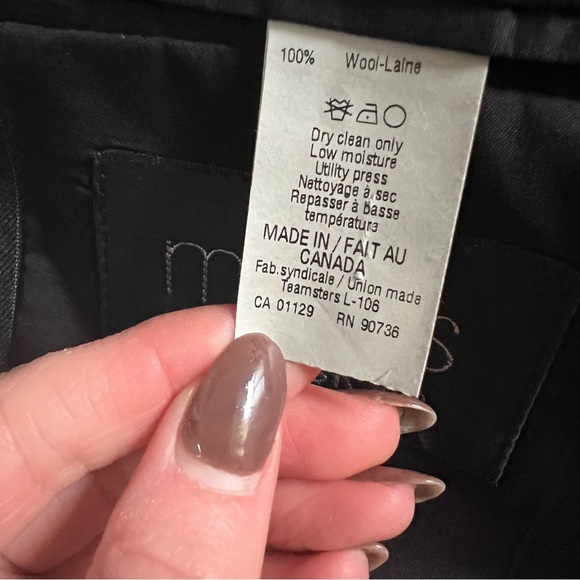 100% Wool-Laine
Dry clean only
Low moisture
Utility press
Nettoyage à sec
Repasser à basse
température
MADE IN / FAIT AU
CANADA
Fab.syndicale / Union made
Teamsters L-106
CA 01129 RN 90736